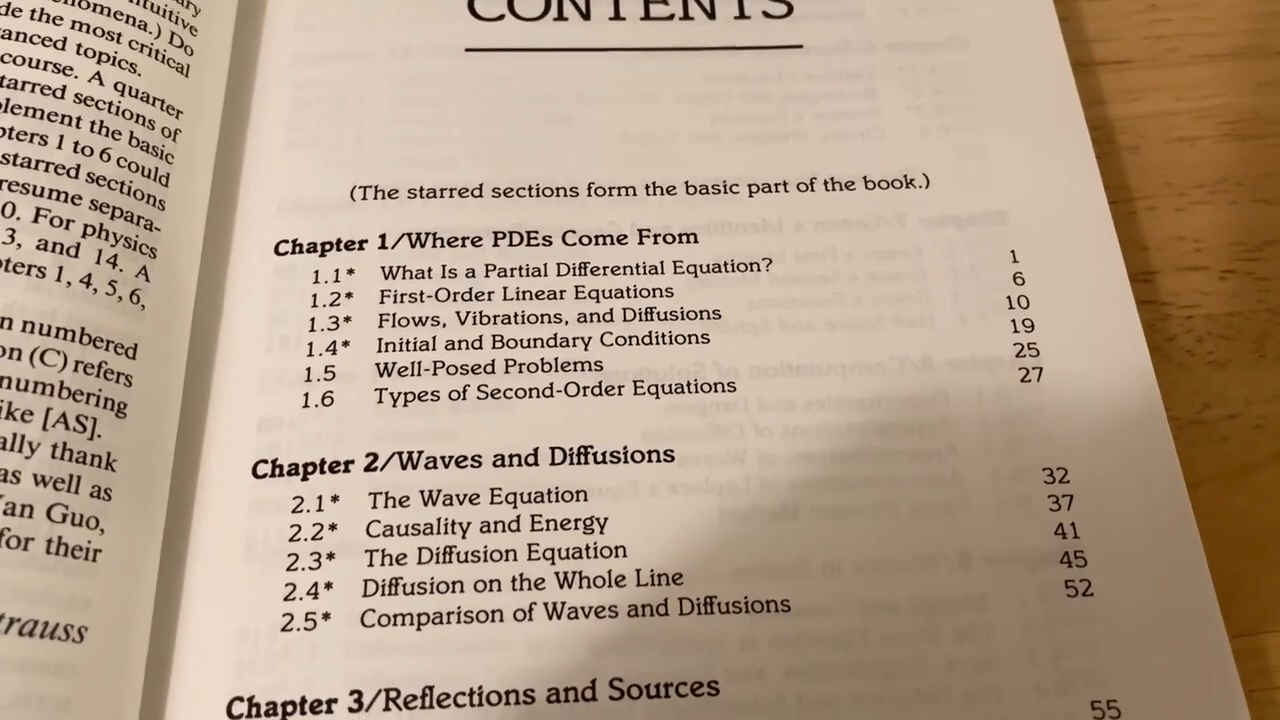 ntuitive
nomena.) Do
de the most critical
anced topics.
course. A quarter
tarred sections of
plement the basic
pters 1 to 6 could
starred sections
resume separa-
0. For physics
3, and 14. A
ters 1, 4, 5, 6,
n numbered
on (C) refers
numbering
ike [AS].
ally thank
as well as
Yan Guo,
for their
trauss
CONTENTS
(The starred sections form the basic part of the book.)
Chapter 1/Where PDEs Come From
1.1* What Is a Partial Differential Equation? 1
1.2* First-Order Linear Equations 6
1.3* Flows, Vibrations, and Diffusions 10
1.4* Initial and Boundary Conditions 19
1.5 Well-Posed Problems 25
1.6 Types of Second-Order Equations 27
Chapter 2/Waves and Diffusions
2.1* The Wave Equation 32
2.2* Causality and Energy 37
2.3* The Diffusion Equation 41
2.4* Diffusion on the Whole Line 45
2.5* Comparison of Waves and Diffusions 52
Chapter 3/Reflections and Sources
55